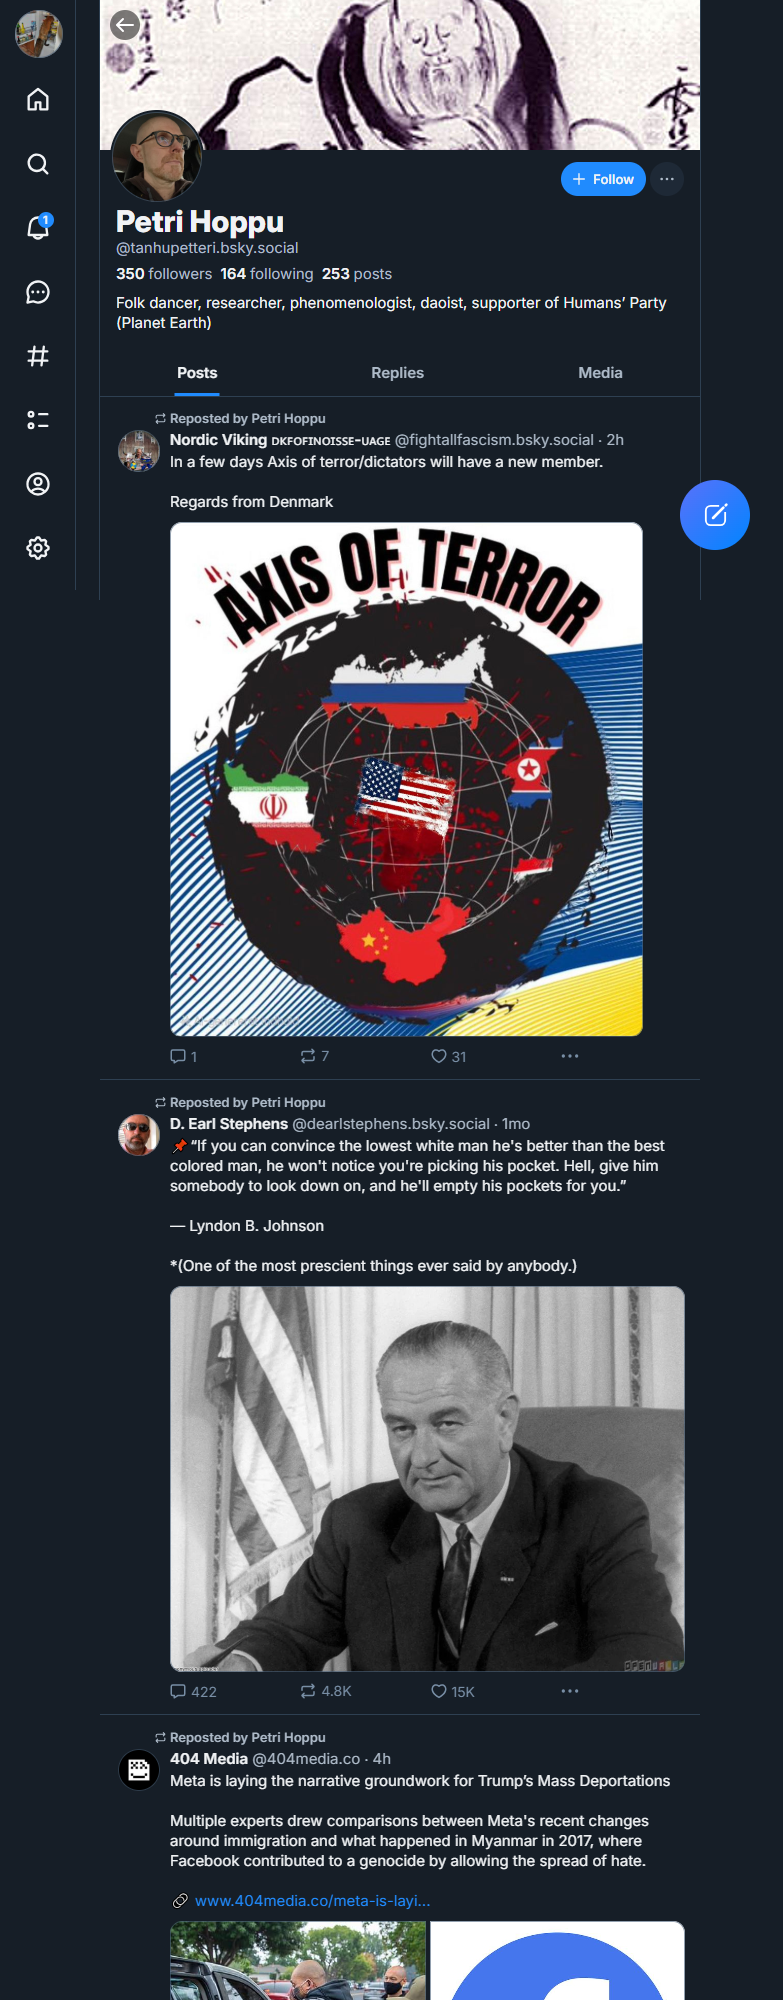 1
Follow
Petri Hoppu
@tanhupetteri.bsky.social
350 followers 164 following 253 posts
Folk dancer, researcher, phenomenologist, daoist, supporter of Humans’ Party
(Planet Earth)
Posts Replies Media
Reposted by Petri Hoppu
Nordic Viking ᴅᴋꜰᴏꜰɪɴᴏɪssᴇ-ᴜᴀɢᴇ @fightallfascism.bsky.social · 2h
In a few days Axis of terror/dictators will have a new member.
Regards from Denmark
AXIS OF TERROR
1 7 31
Reposted by Petri Hoppu
D. Earl Stephens @dearlstephens.bsky.social · 1mo
📌“If you can convince the lowest white man he's better than the best
colored man, he won't notice you're picking his pocket. Hell, give him
somebody to look down on, and he'll empty his pockets for you.”
— Lyndon B. Johnson
*(One of the most prescient things ever said by anybody.)
422 4.8K 15K
Reposted by Petri Hoppu
404 Media @404media.co · 4h
Meta is laying the narrative groundwork for Trump’s Mass Deportations
Multiple experts drew comparisons between Meta's recent changes
around immigration and what happened in Myanmar in 2017, where
Facebook contributed to a genocide by allowing the spread of hate.
🔗 www.404media.co/meta-is-layi...